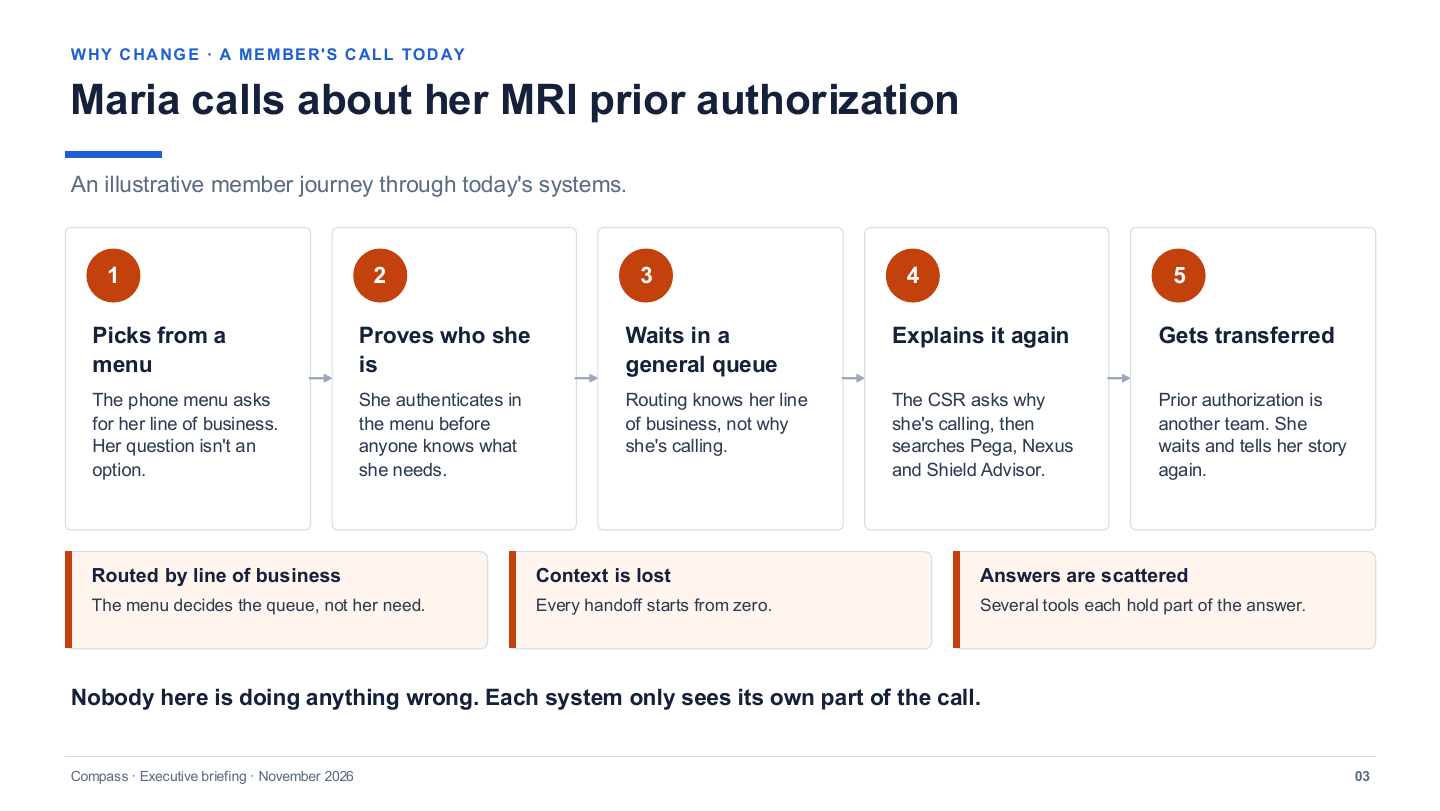 WHY CHANGE · A MEMBER'S CALL TODAY
Maria calls about her MRI prior authorization
An illustrative member journey through today's systems.
1
Picks from a
menu
The phone menu asks
for her line of business.
Her question isn't an
option.
2
Proves who she
is
She authenticates in
the menu before
anyone knows what
she needs.
3
Waits in a
general queue
Routing knows her line
of business, not why
she's calling.
4
Explains it again
The CSR asks why
she's calling, then
searches Pega, Nexus
and Shield Advisor.
5
Gets transferred
Prior authorization is
another team. She
waits and tells her story
again.
Routed by line of business
The menu decides the queue, not her need.
Context is lost
Every handoff starts from zero.
Answers are scattered
Several tools each hold part of the answer.
Nobody here is doing anything wrong. Each system only sees its own part of the call.
Compass · Executive briefing · November 2026
03